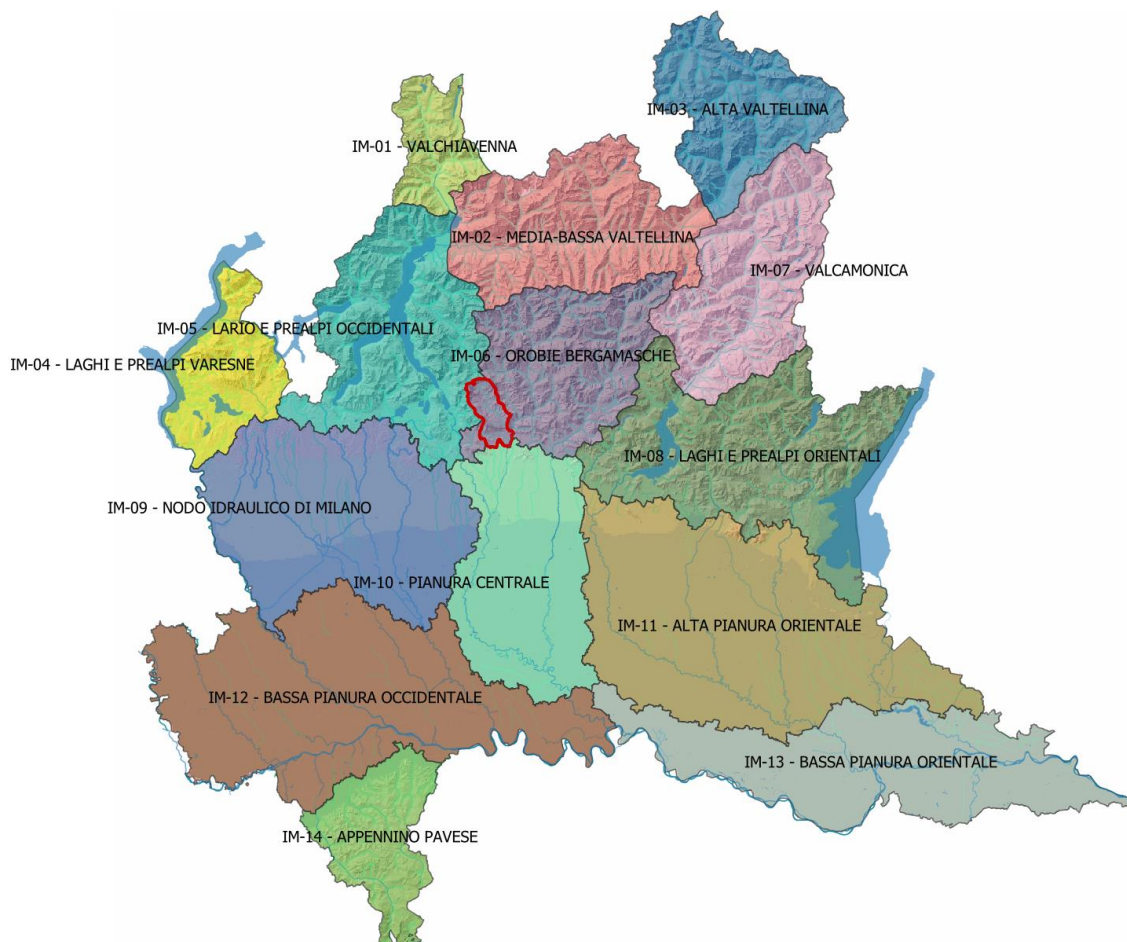 IM-03 - ALTA VALTELLINA
IM-01 - VALCHIAVENNA
IM-02 - MEDIA-BASSA VALTELLINA
IM-07 - VALCAMONICA
IM-05 - LARIO E PREALPI OCCIDENTALI
IM-06 - OROBIE BERGAMASCHE
IM-04 - LAGHI E PREALPI VARESNE
IM-08 - LAGHI E PREALPI ORIENTALI
IM-09 - NODO IDRAULICO DI MILANO
IM-10 - PIANURA CENTRALE
IM-11 - ALTA PIANURA ORIENTALE
IM-12 - BASSA PIANURA OCCIDENTALE
IM-13 - BASSA PIANURA ORIENTALE
IM-14 - APPENNINO PAVESE